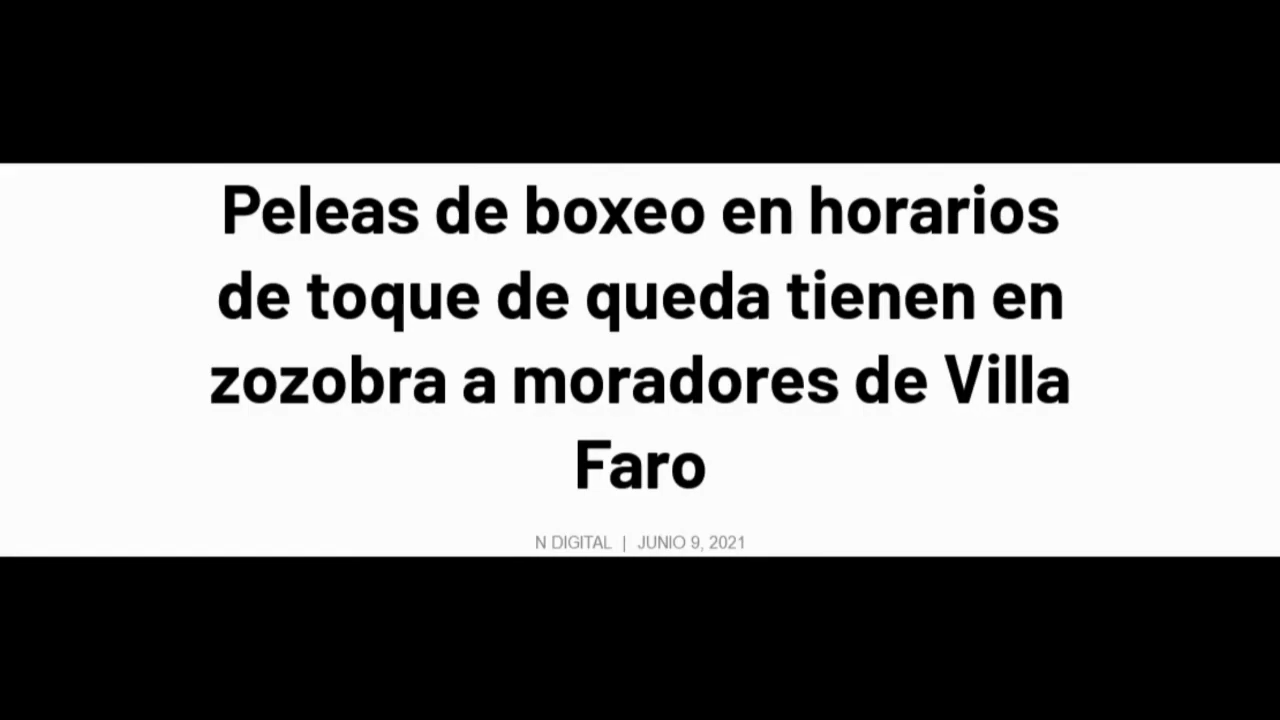 Peleas de boxeo en horarios
de toque de queda tienen en
zozobra a moradores de Villa
Faro
N DIGITAL | JUNIO 9, 2021